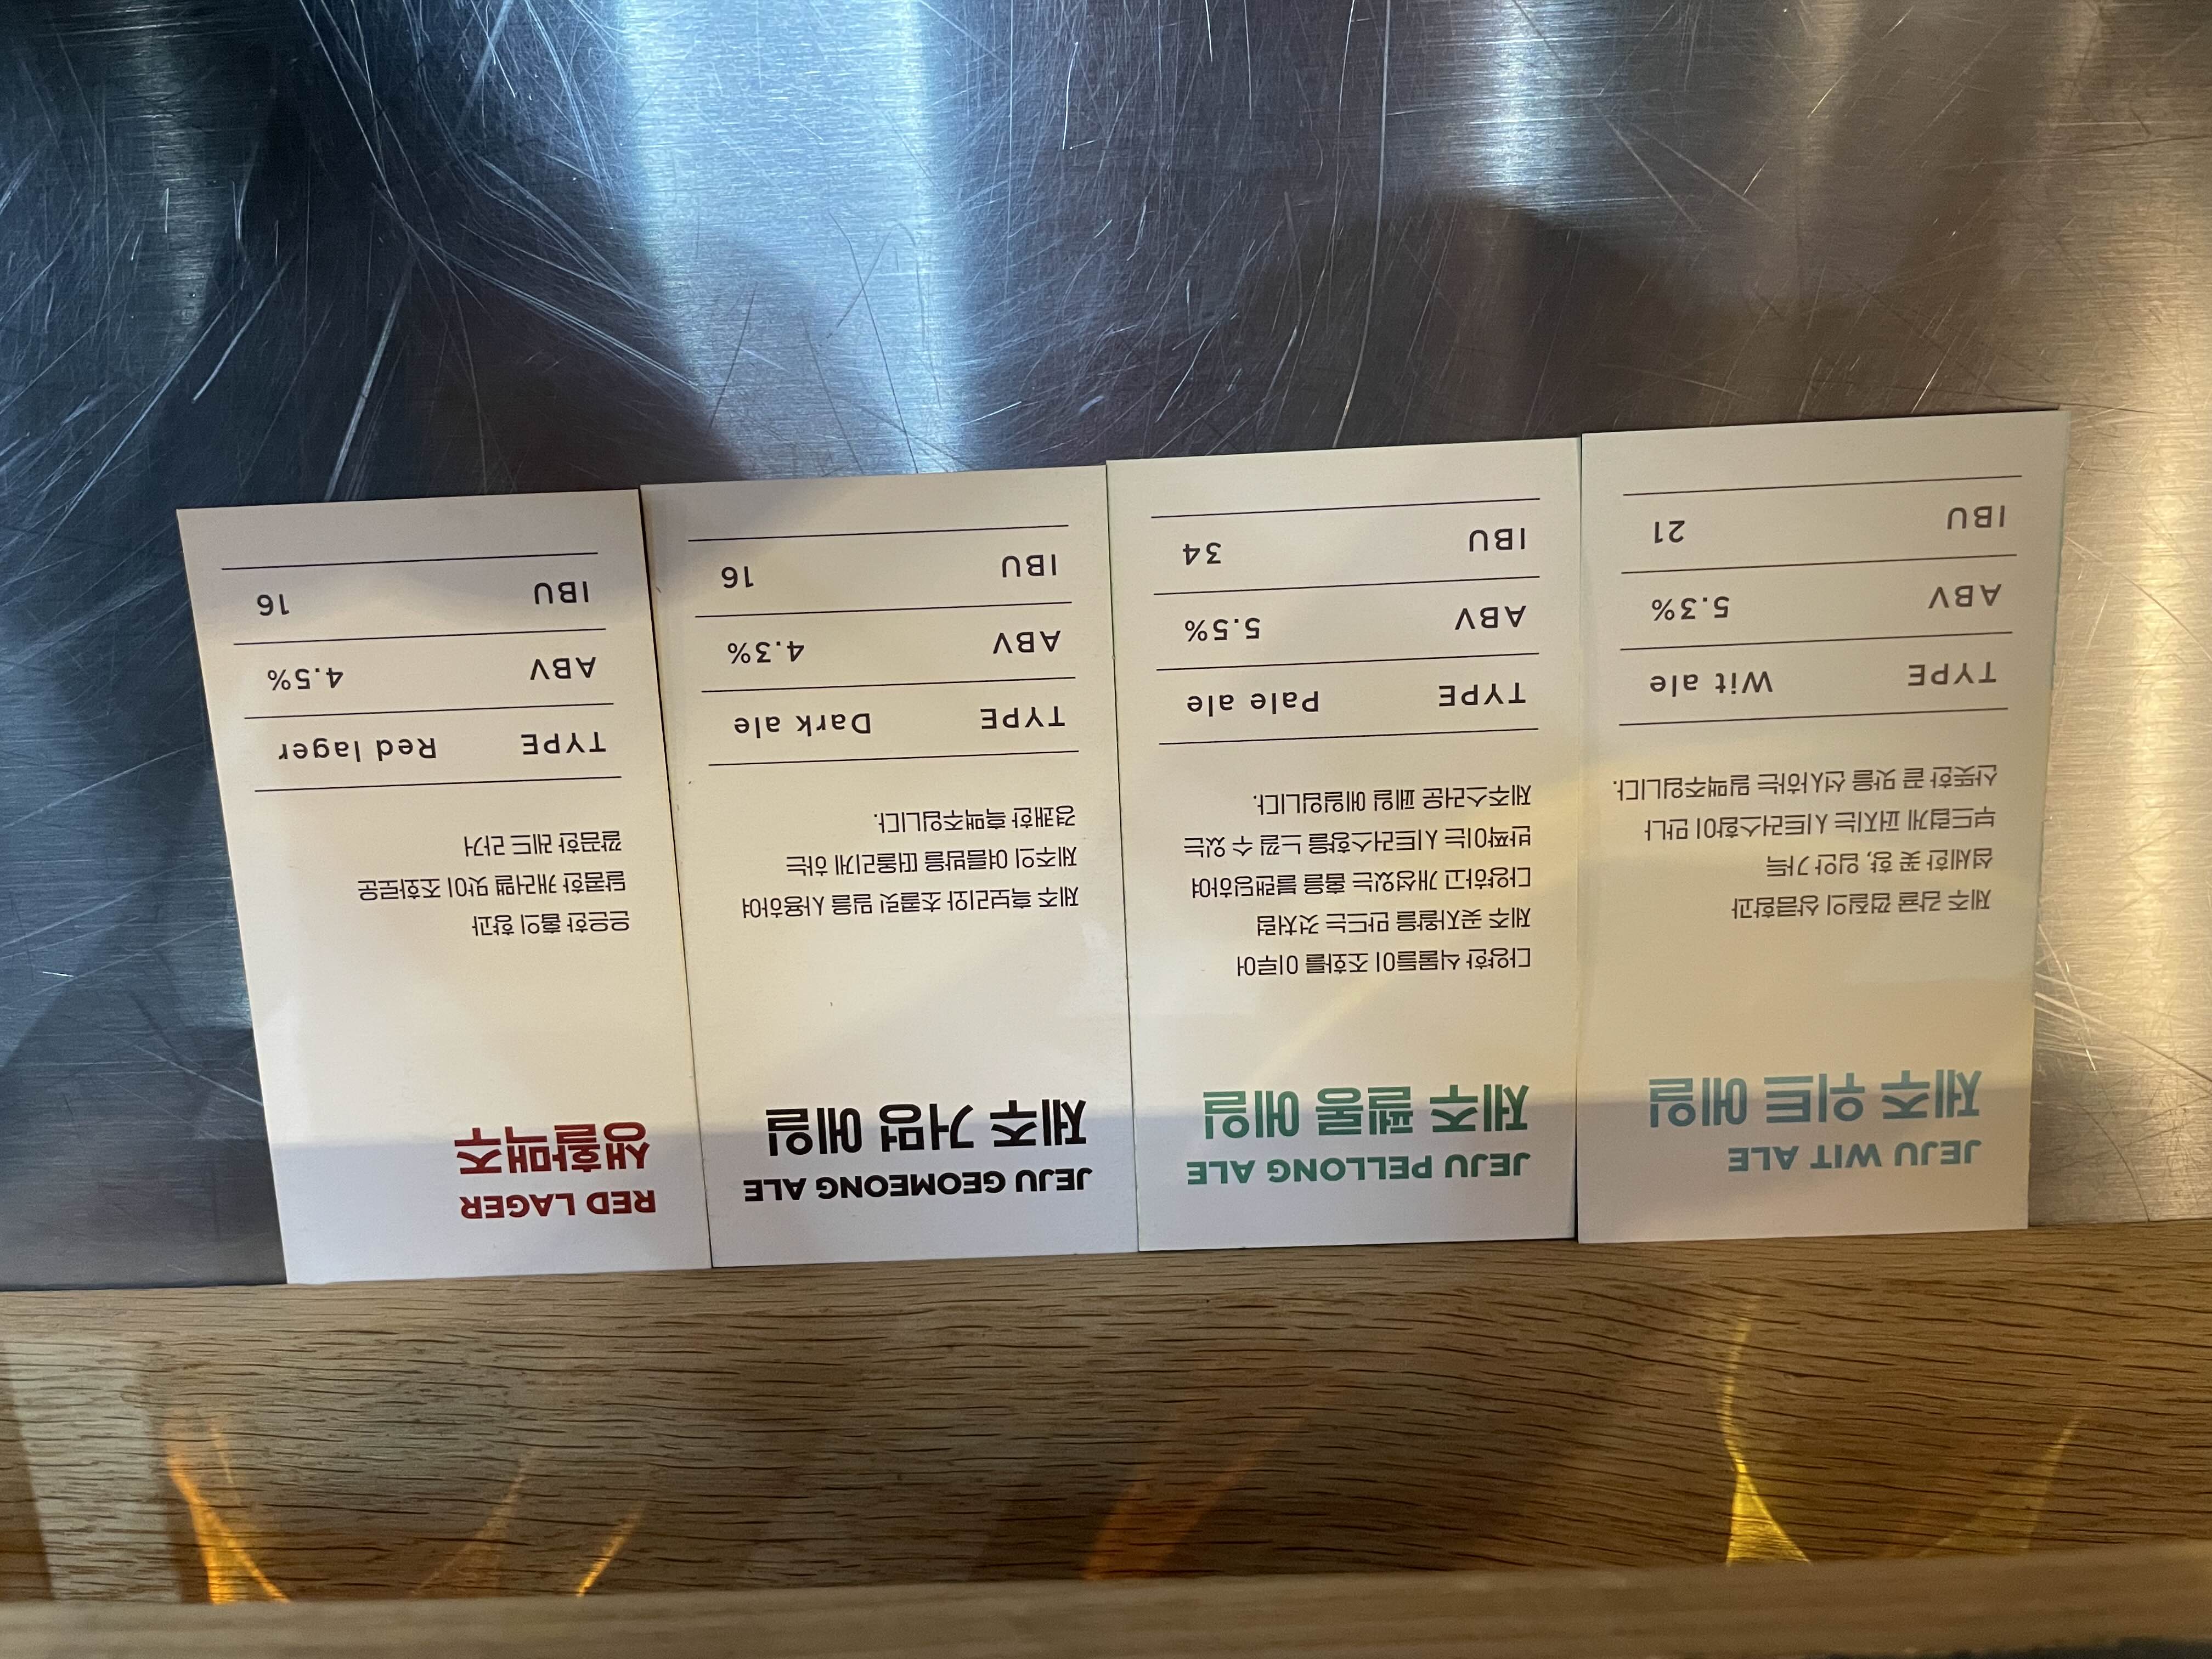 JEJU WIT ALE
제주 위트 에일
제주 감귤 껍질의 상큼함과
섬세한 꽃 향, 입안 가득
부드럽게 퍼지는 시트러스함이 만나
산뜻한 끝 맛을 선사하는 밀맥주입니다.
TYPE Wit ale
ABV 5.3%
IBU 21
JEJU PELLONG ALE
제주 펠롱 에일
다양한 식물들이 조화를 이루어
제주 곶자왈을 만드는 것처럼
다양하고 개성있는 홉을 블랜딩하여
반짝이는 시트러스향을 느낄 수 있는
제주스러운 페일 에일입니다.
TYPE Pale ale
ABV 5.5%
IBU 34
JEJU GEOMEONG ALE
제주 거멍 에일
제주 흑보리와 초콜릿 밀을 사용하여
제주의 여름밤을 떠올리게 하는
경쾌한 흑맥주입니다.
TYPE Dark ale
ABV 4.3%
IBU 16
RED LAGER
생활맥주
은은한 홉의 향과
달콤한 캐러멜 맛이 조화로운
깔끔한 레드 라거
TYPE Red lager
ABV 4.5%
IBU 16